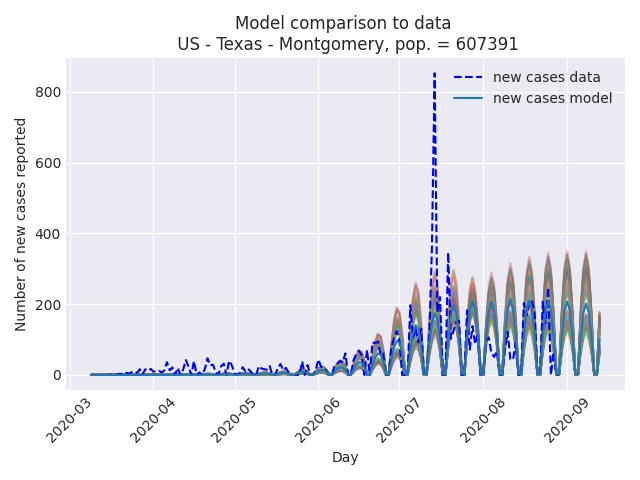 Model comparison to data
US - Texas - Montgomery, pop. = 607391
new cases data
new cases model
Number of new cases reported
800
600
400
200
0
2020-03
2020-04
2020-05
2020-06
2020-07
2020-08
2020-09
Day